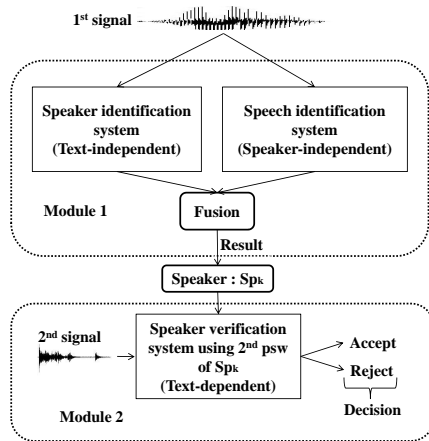 1st signal
Speaker identification
system
(Text-independent)
Speech identification
system
(Speaker-independent)
Module 1
Fusion
Result
Speaker : Spk
2nd signal
Speaker verification
system using 2nd psw
of Spk
(Text-dependent)
Accept
Reject
Decision
Module 2